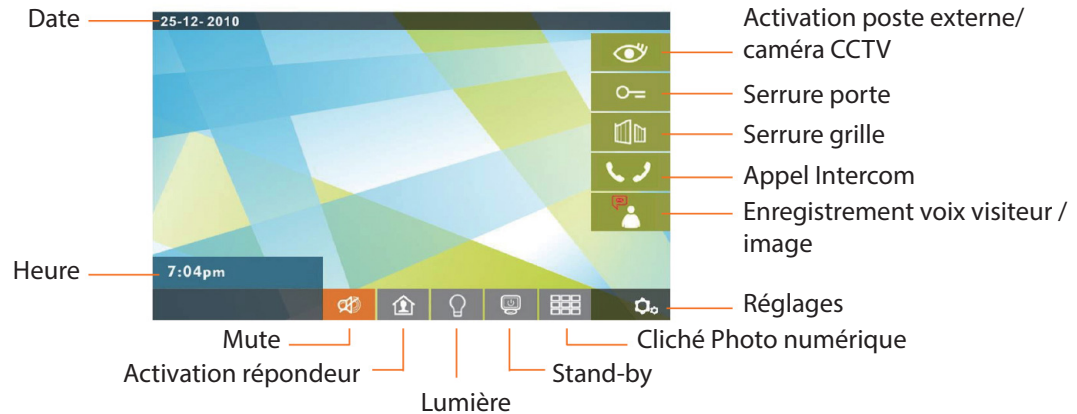 Date
25-12- 2010
Activation poste externe/
caméra CCTV
Serrure porte
Serrure grille
Appel Intercom
Enregistrement voix visiteur /
image
Heure
7:04pm
Réglages
Mute
Cliché Photo numérique
Activation répondeur
Stand-by
Lumière